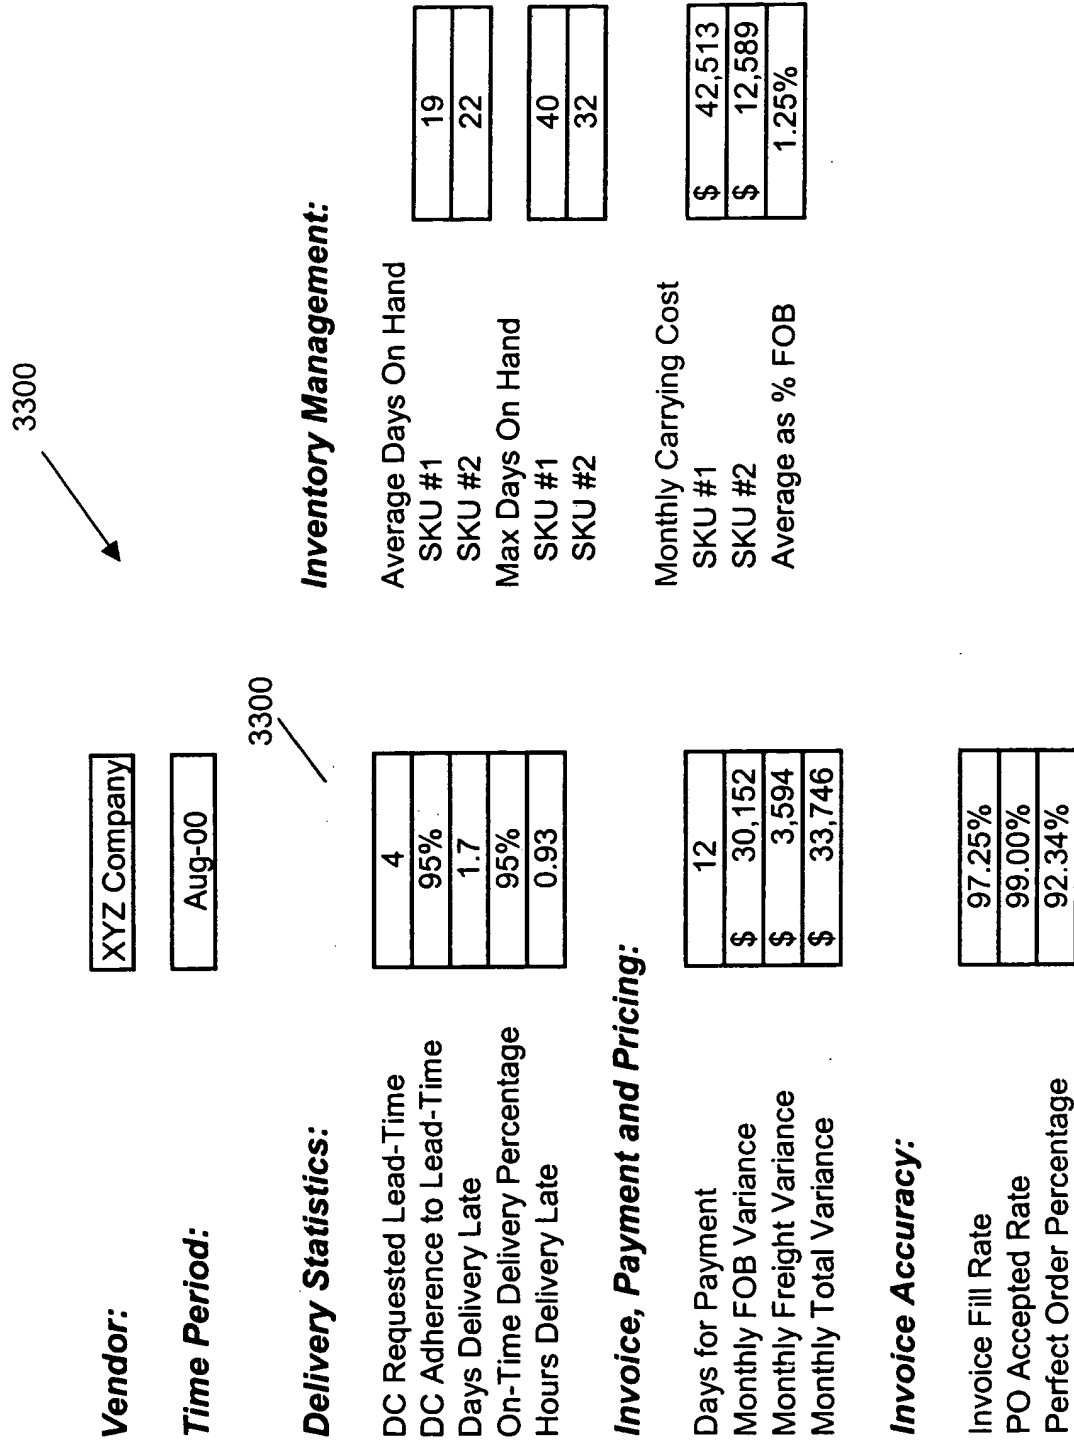 3300
Vendor: XYZ Company
Time Period: Aug-00
3300
Delivery Statistics:
DC Requested Lead-Time 4
DC Adherence to Lead-Time 95%
Days Delivery Late 1.7
On-Time Delivery Percentage 95%
Hours Delivery Late 0.93
Invoice, Payment and Pricing:
Days for Payment 12
Monthly FOB Variance $ 30,152
Monthly Freight Variance $ 3,594
Monthly Total Variance $ 33,746
Invoice Accuracy:
Invoice Fill Rate 97.25%
PO Accepted Rate 99.00%
Perfect Order Percentage 92.34%
Inventory Management:
Average Days On Hand
SKU #1 19
SKU #2 22
Max Days On Hand
SKU #1 40
SKU #2 32
Monthly Carrying Cost
SKU #1 $ 42,513
SKU #2 $ 12,589
Average as % FOB 1.25%